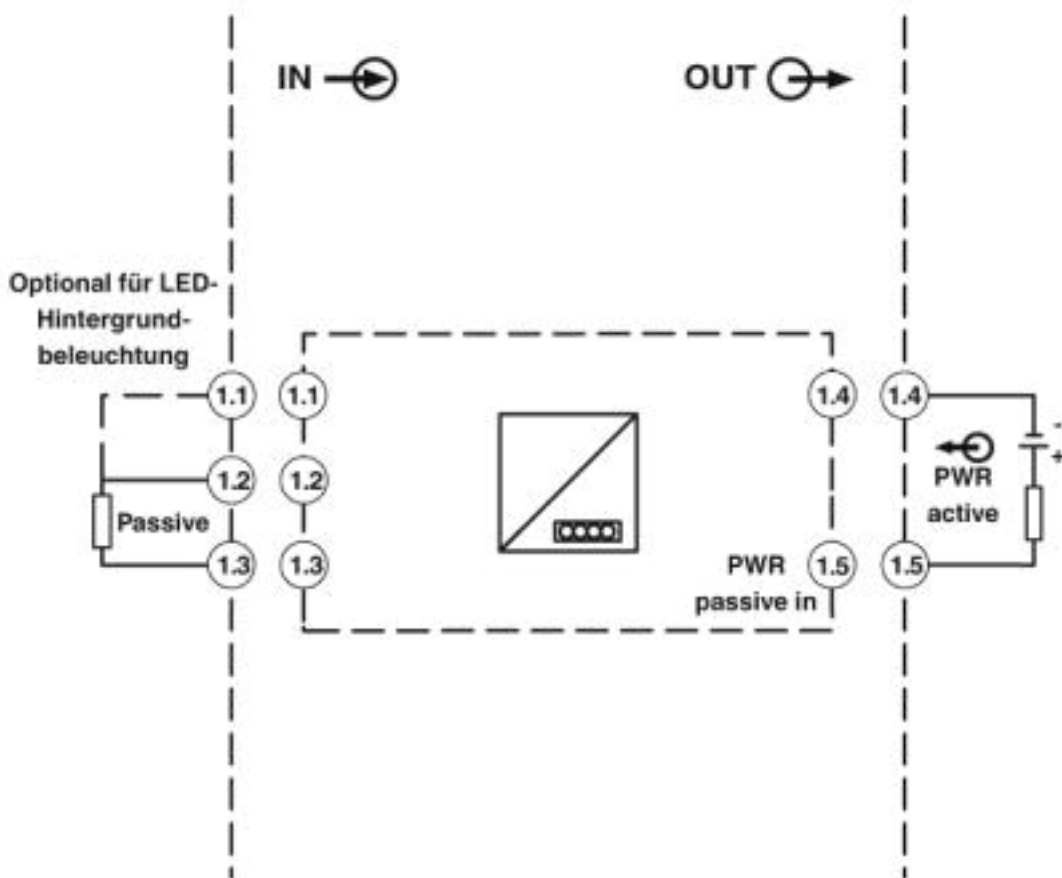 IN
OUT
Optional für LED-
Hintergrund-
beleuchtung
1.1
1.1
1.4
1.4
-
+
1.2
1.2
PWR
active
Passive
1.3
1.3
PWR
passive in
1.5
1.5